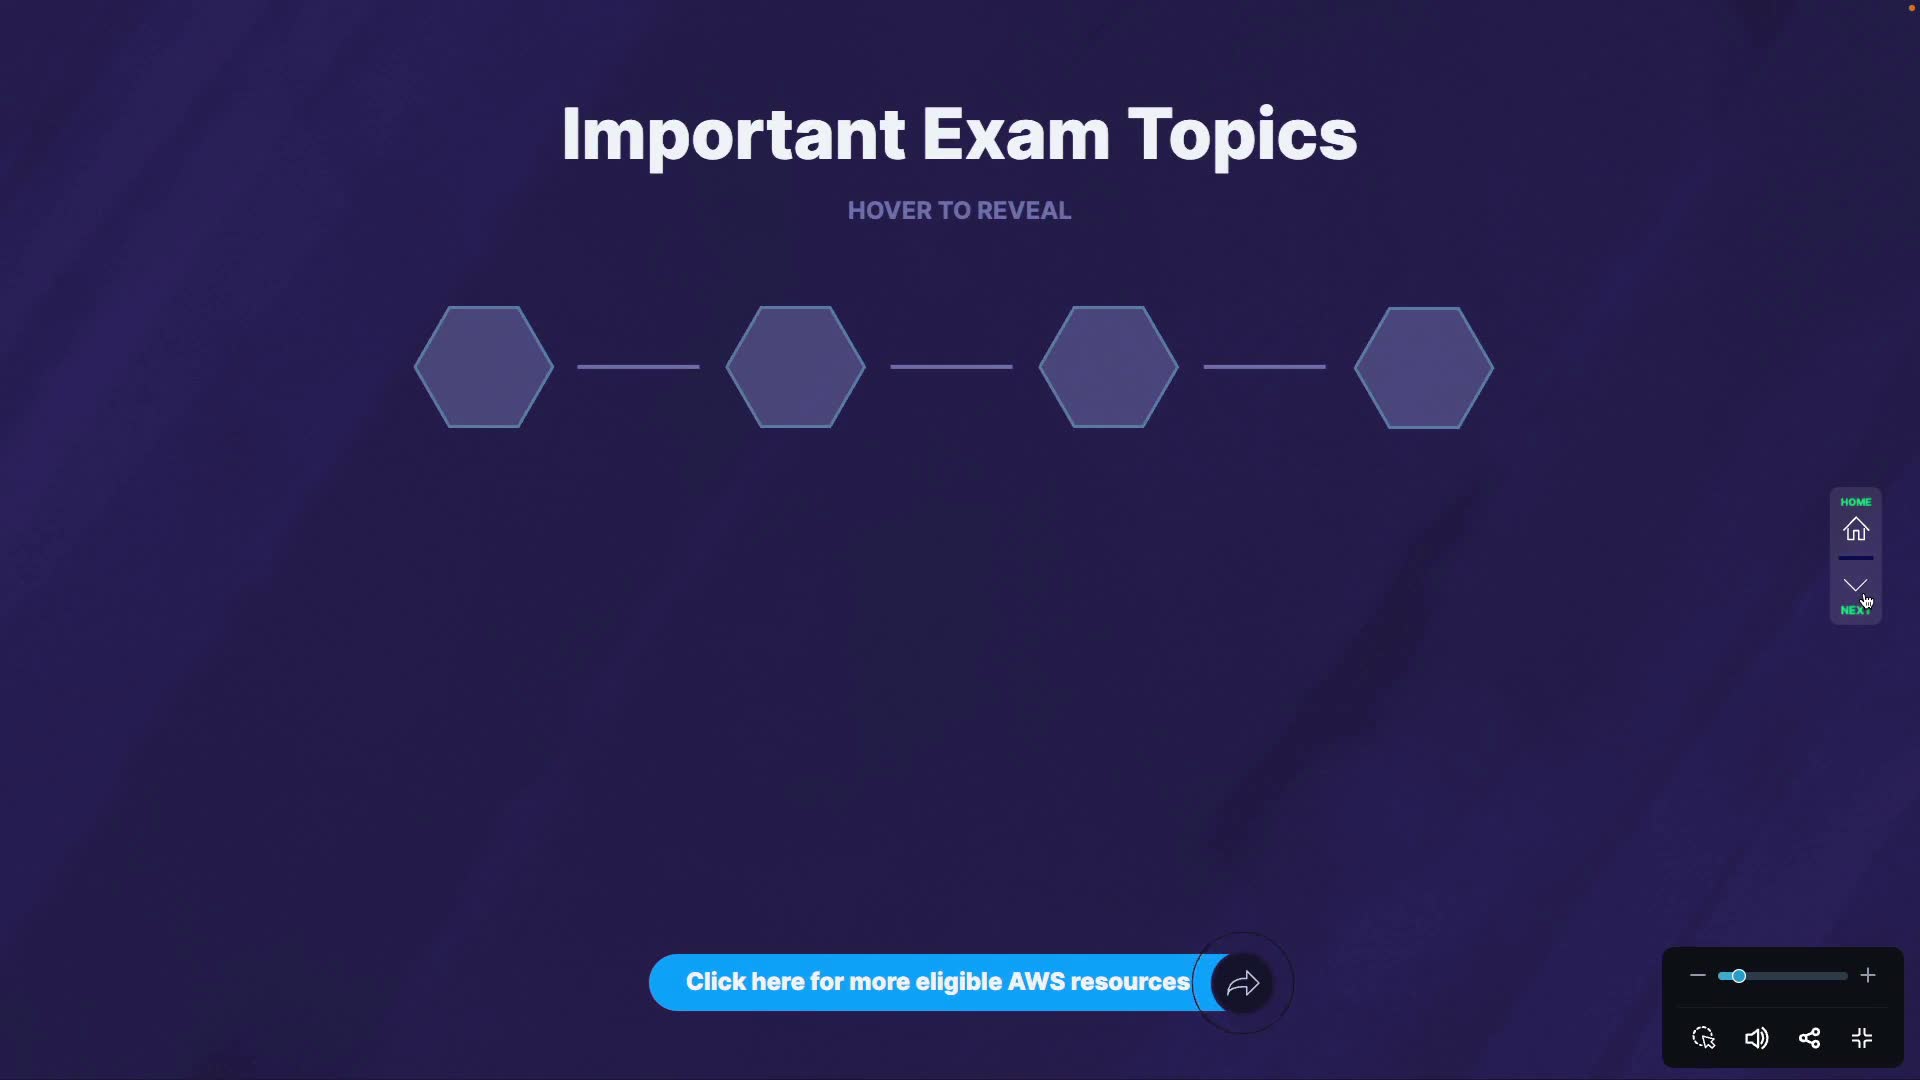 Important Exam Topics
HOVER TO REVEAL
HOME
NEXT
Click here for more eligible AWS resources